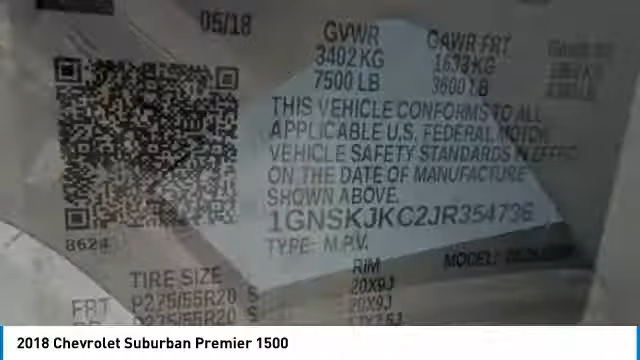 05/18
GVWR
3402 KG
7500 LB
GAWR FRT
1633 KG
3600 LB
THIS VEHICLE CONFORMS TO ALL
APPLICABLE U.S. FEDERAL MOTOR
VEHICLE SAFETY STANDARDS IN EFFECT
ON THE DATE OF MANUFACTURE
SHOWN ABOVE.
1GNSKJKC2JR354736
TYPE: M.P.V.
MODEL:
8624
TIRE SIZE
RIM
FRT P275/55R20 S 20X9J
P275/55R20 S 20X9J
2018 Chevrolet Suburban Premier 1500